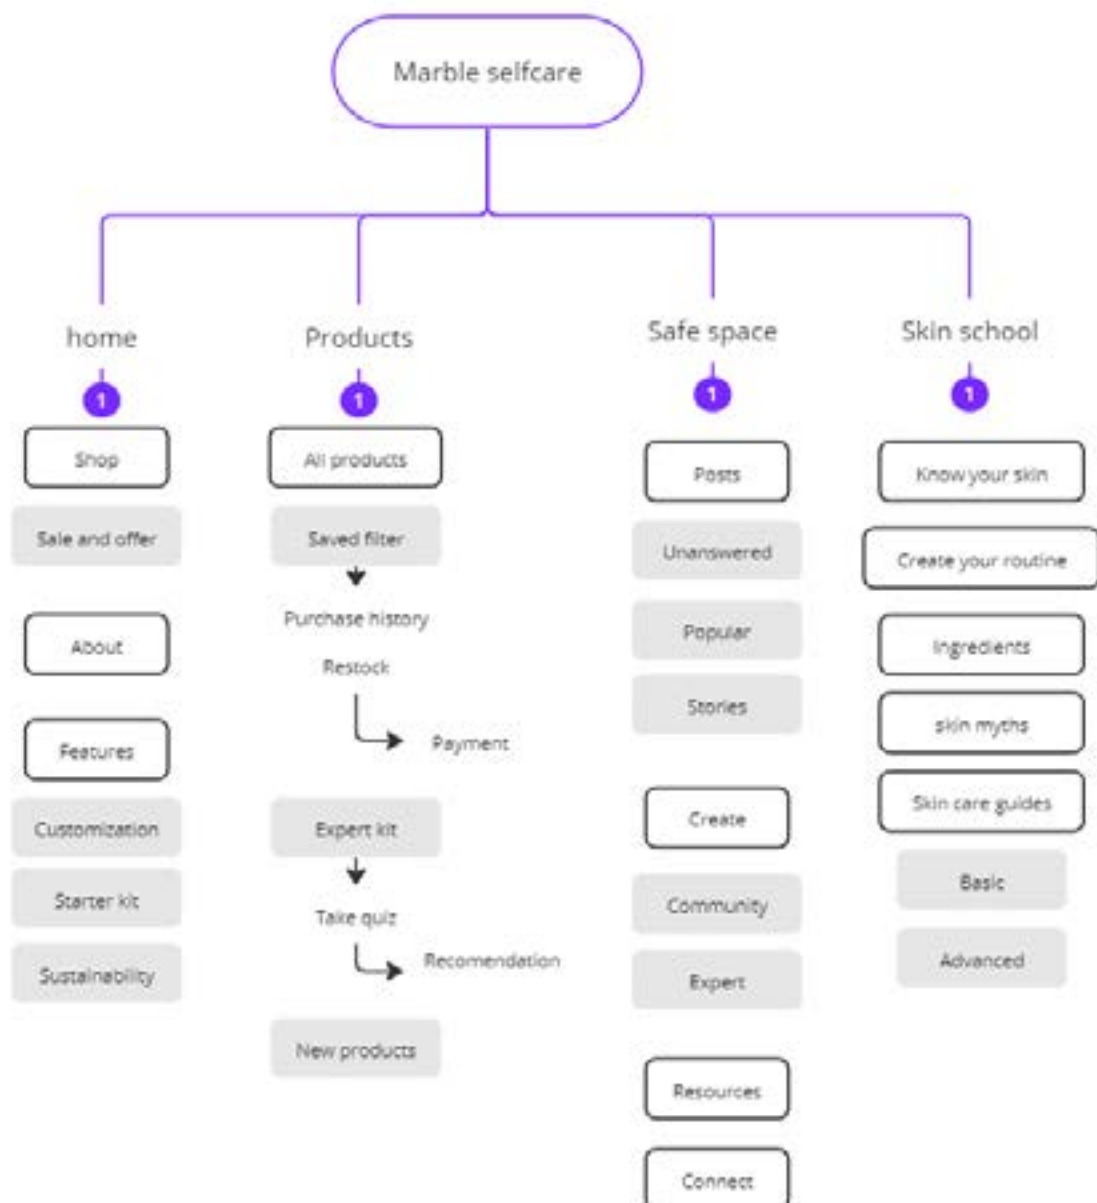 Marble selfcare
home
1
Shop
Sale and offer
About
Features
Customization
Starter kit
Sustainability
Products
1
All products
Saved filter
Purchase history
Restock
Payment
Expert kit
Take quiz
Recomendation
New products
Safe space
1
Posts
Unanswered
Popular
Stories
Create
Community
Expert
Resources
Connect
Skin school
1
Know your skin
Create your routine
Ingredients
skin myths
Skin care guides
Basic
Advanced